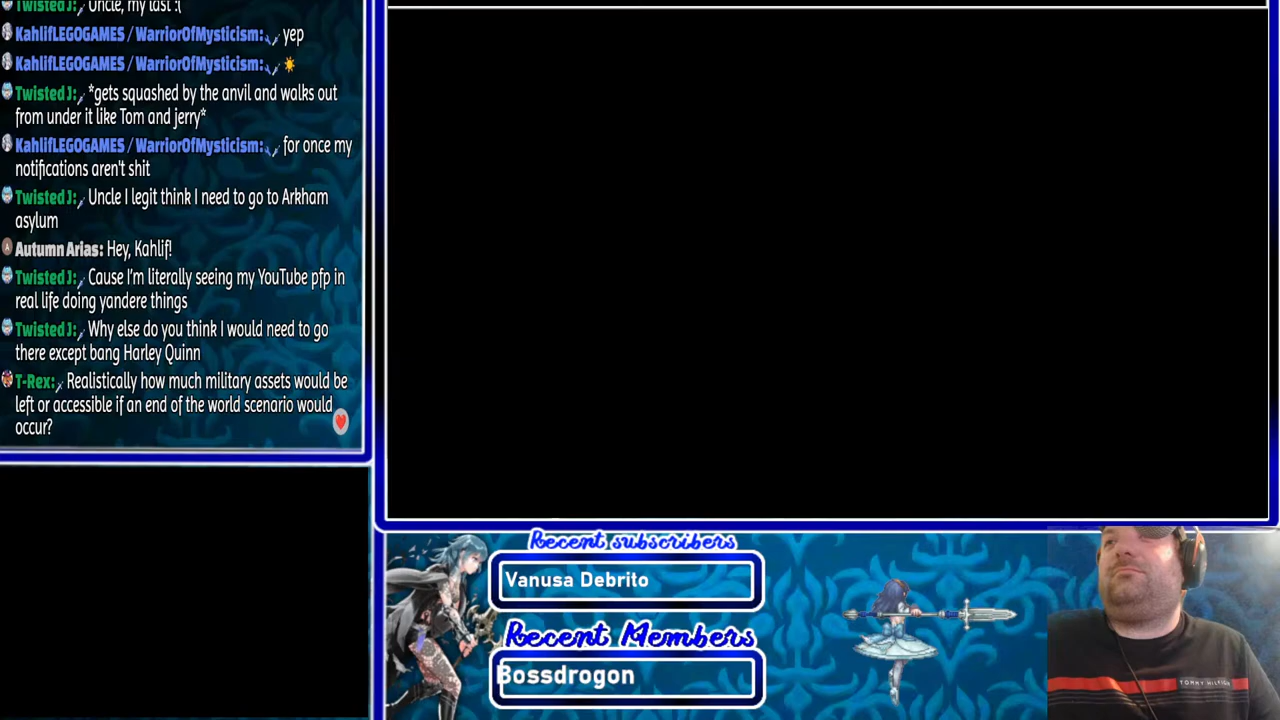 Twisted J: Uncle, my last :(
KahlifLEGOGAMES / WarriorOfMysticism: yep
KahlifLEGOGAMES / WarriorOfMysticism: ☀
Twisted J: *gets squashed by the anvil and walks out
from under it like Tom and jerry*
KahlifLEGOGAMES / WarriorOfMysticism: for once my
notifications aren't shit
Twisted J: Uncle I legit think I need to go to Arkham
asylum
A Autumn Arias: Hey, Kahlif!
Twisted J: Cause I'm literally seeing my YouTube pfp in
real life doing yandere things
Twisted J: Why else do you think I would need to go
there except bang Harley Quinn
T-Rex: Realistically how much military assets would be
left or accessible if an end of the world scenario would
occur?
Recent subscribers
Vanusa Debrito
Recent Members
Bossdrogon
TOMMY HILFIGER